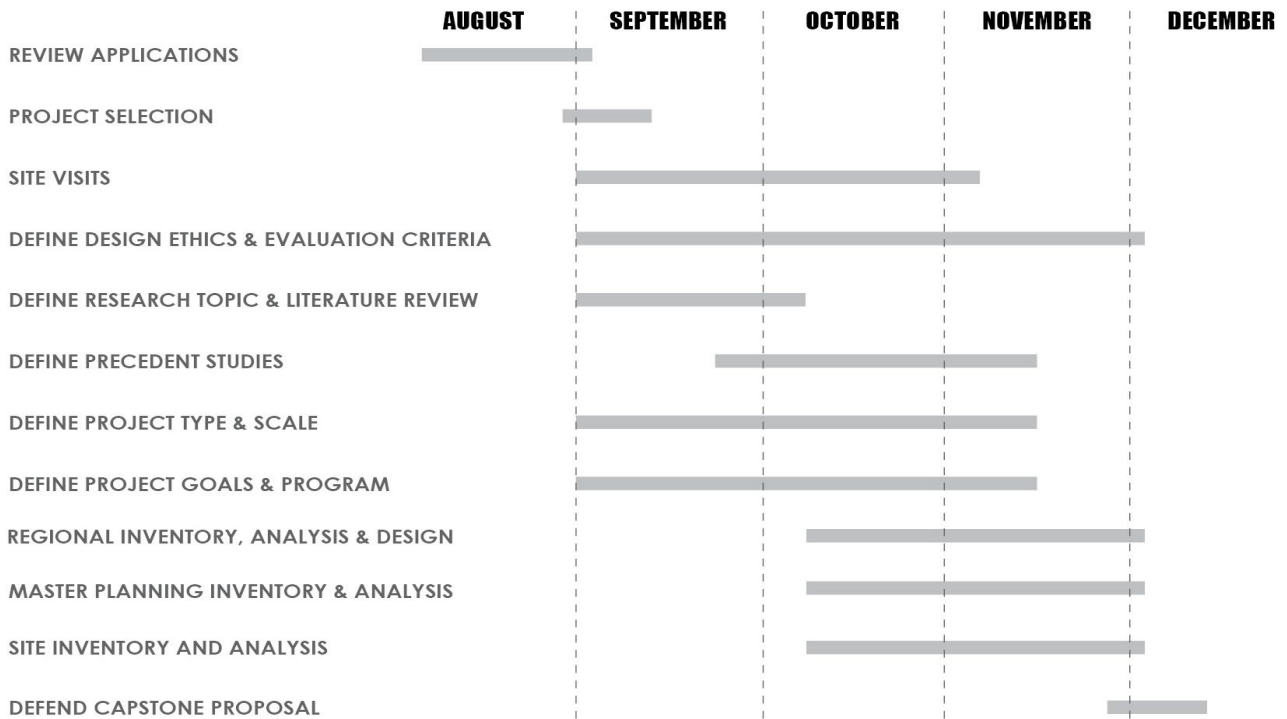 AUGUST SEPTEMBER OCTOBER NOVEMBER DECEMBER
REVIEW APPLICATIONS
PROJECT SELECTION
SITE VISITS
DEFINE DESIGN ETHICS & EVALUATION CRITERIA
DEFINE RESEARCH TOPIC & LITERATURE REVIEW
DEFINE PRECEDENT STUDIES
DEFINE PROJECT TYPE & SCALE
DEFINE PROJECT GOALS & PROGRAM
REGIONAL INVENTORY, ANALYSIS & DESIGN
MASTER PLANNING INVENTORY & ANALYSIS
SITE INVENTORY AND ANALYSIS
DEFEND CAPSTONE PROPOSAL